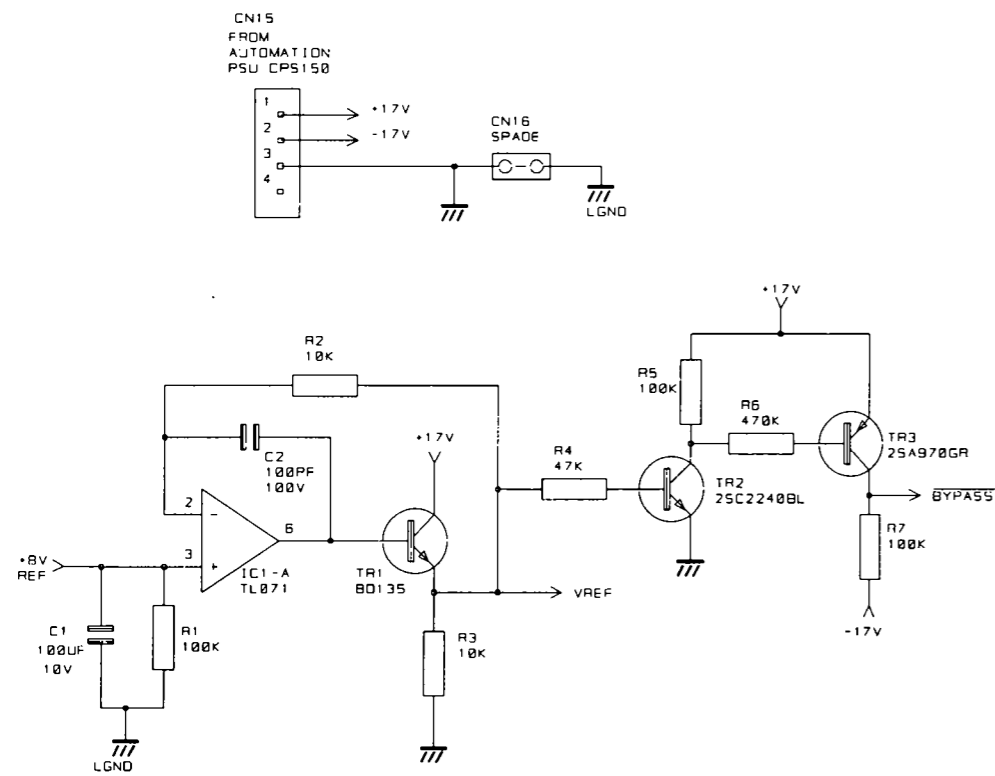 CN15
FROM
AUTOMATION
PSU CPS150
1
+17V
2
-17V
3
4
CN16
SPADE
LGND
+17V
R2
10K
R5
100K
R6
470K
+17V
C2
100PF
100V
R4
47K
TR3
2SA970GR
TR2
2SC2240BL
BYPASS
2
-
6
3
+
+8V
REF
IC1-A
TL071
TR1
BD135
VREF
R7
100K
-17V
C1
100UF
10V
R1
100K
R3
10K
LGND